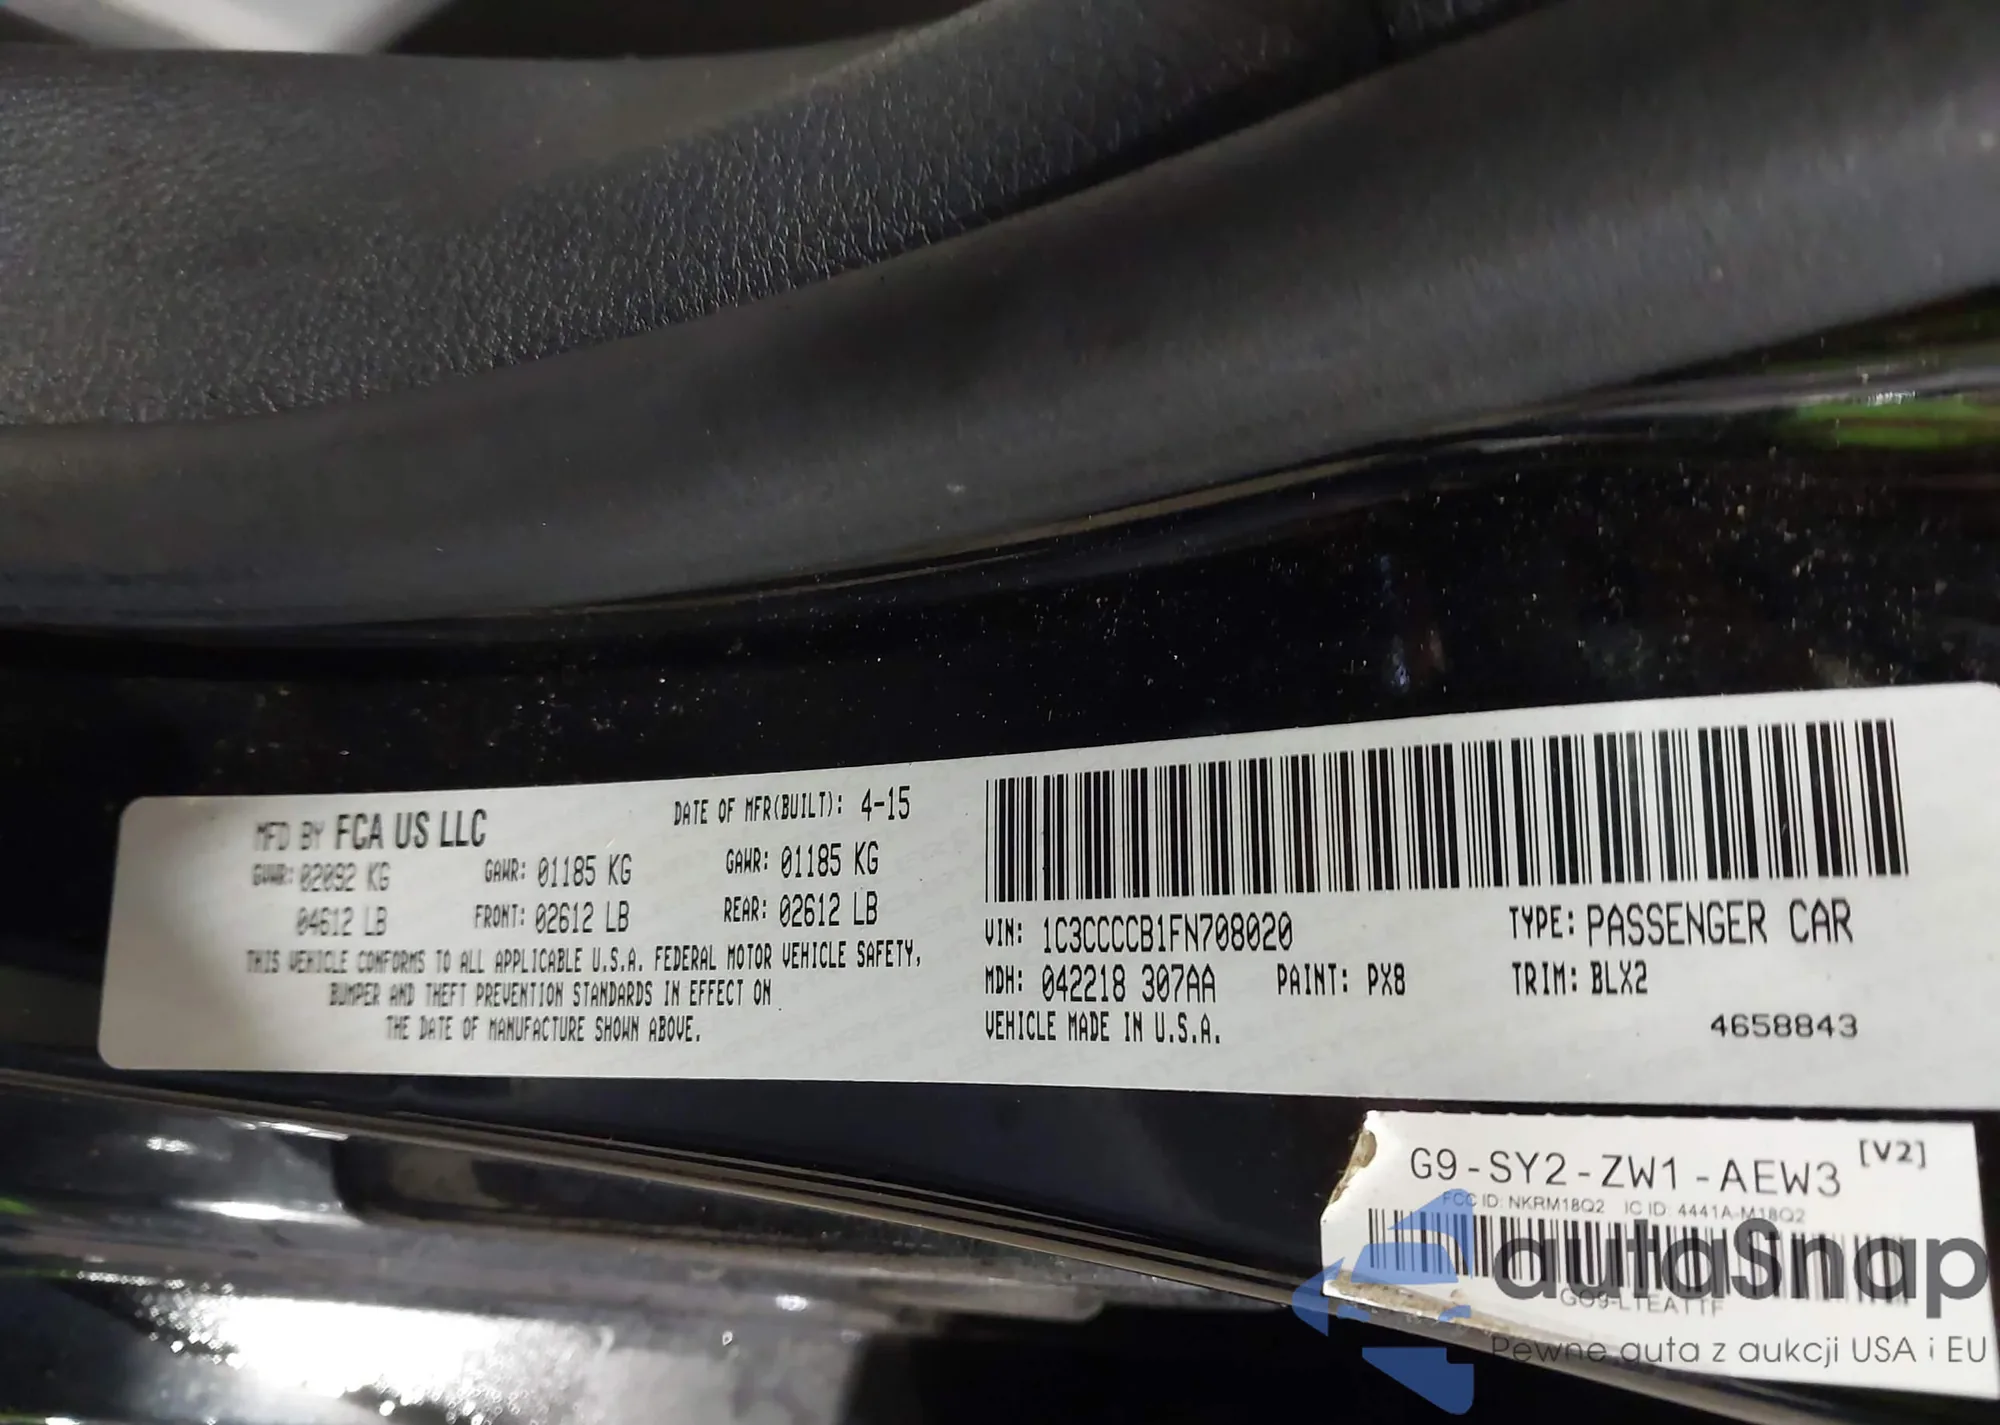 MFD BY FCA US LLC
DATE OF MFR(BUILT): 4-15
GVWR: 02092 KG GAWR: 01185 KG GAWR: 01185 KG
04612 LB FRONT: 02612 LB REAR: 02612 LB
THIS VEHICLE CONFORMS TO ALL APPLICABLE U.S.A. FEDERAL MOTOR VEHICLE SAFETY,
BUMPER AND THEFT PREVENTION STANDARDS IN EFFECT ON
THE DATE OF MANUFACTURE SHOWN ABOVE.
VIN: 1C3CCCCB1FN708020 TYPE: PASSENGER CAR
MDH: 042218 307AA PAINT: PX8 TRIM: BLX2
VEHICLE MADE IN U.S.A.
4658843
G9-SY2-ZW1-AEW3 [V2]
FCC ID: NKRM18Q2 IC ID: 4441A-M18Q2
GO9-LTEATTF
autaSnap
Pewne auta z aukcji USA i EU